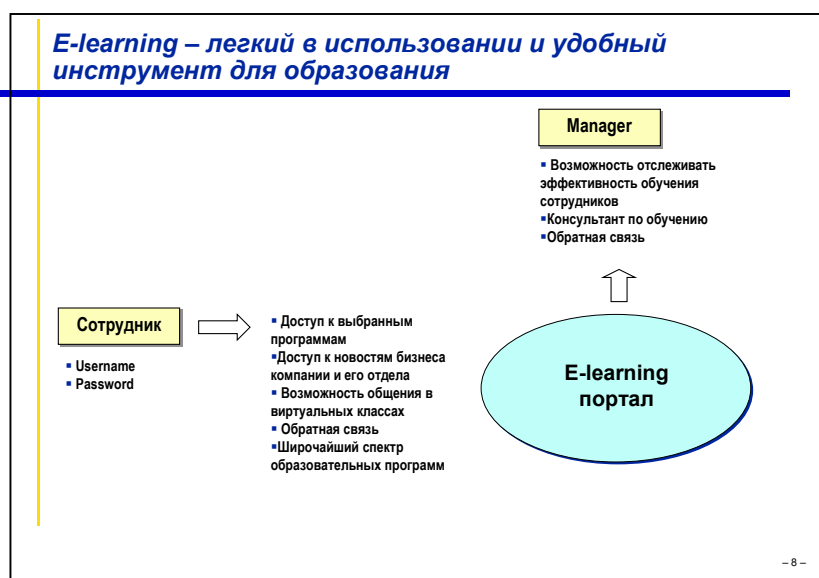 E-learning – легкий в использовании и удобный
инструмент для образования
Manager
▪ Возможность отслеживать
эффективность обучения
сотрудников
▪Консультант по обучению
▪Обратная связь
Сотрудник
▪ Username
▪ Password
▪ Доступ к выбранным
программам
▪Доступ к новостям бизнеса
компании и его отдела
▪ Возможность общения в
виртуальных классах
▪ Обратная связь
▪Широчайший спектр
образовательных программ
E-learning
портал
– 8 –